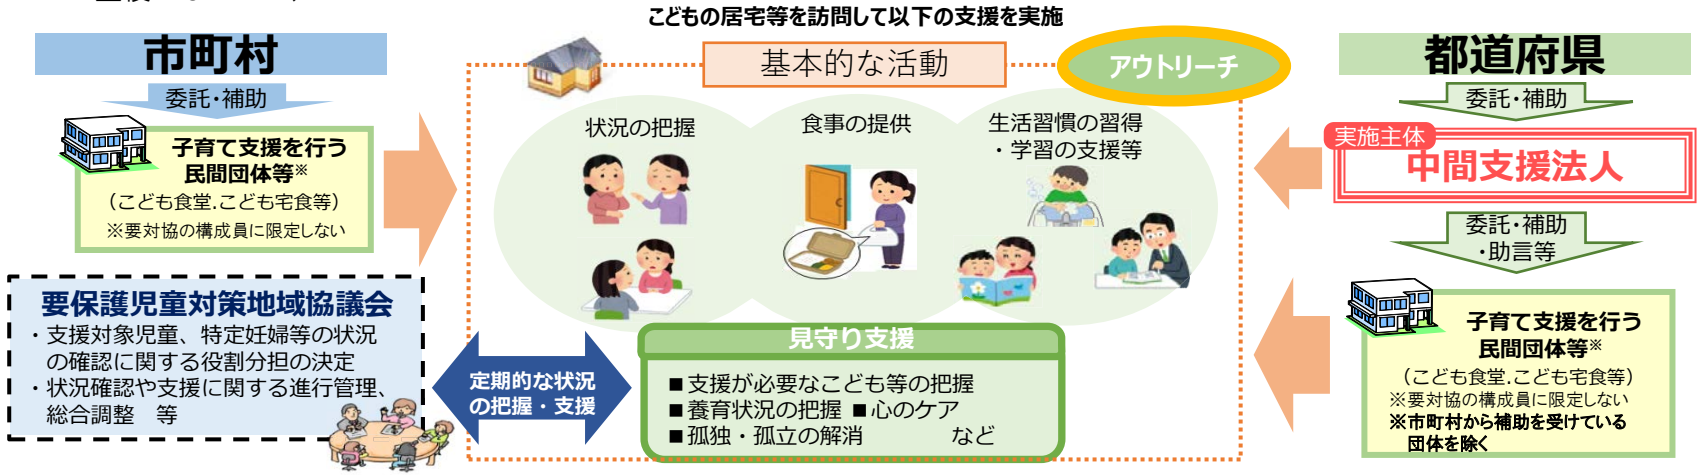 こどもの居宅等を訪問して以下の支援を実施
市町村
委託・補助
子育て支援を行う
民間団体等※
（こども食堂.こども宅食等）
※要対協の構成員に限定しない
要保護児童対策地域協議会
・支援対象児童、特定妊婦等の状況
の確認に関する役割分担の決定
・状況確認や支援に関する進行管理、
総合調整　等
定期的な状況
の把握・支援
基本的な活動
アウトリーチ
状況の把握
食事の提供
生活習慣の習得
・学習の支援等
見守り支援
■支援が必要なこども等の把握
■養育状況の把握 ■心のケア
■孤独・孤立の解消　　　　など
都道府県
委託・補助
実施主体
中間支援法人
委託・補助
・助言等
子育て支援を行う
民間団体等※
（こども食堂.こども宅食等）
※要対協の構成員に限定しない
※市町村から補助を受けている
団体を除く